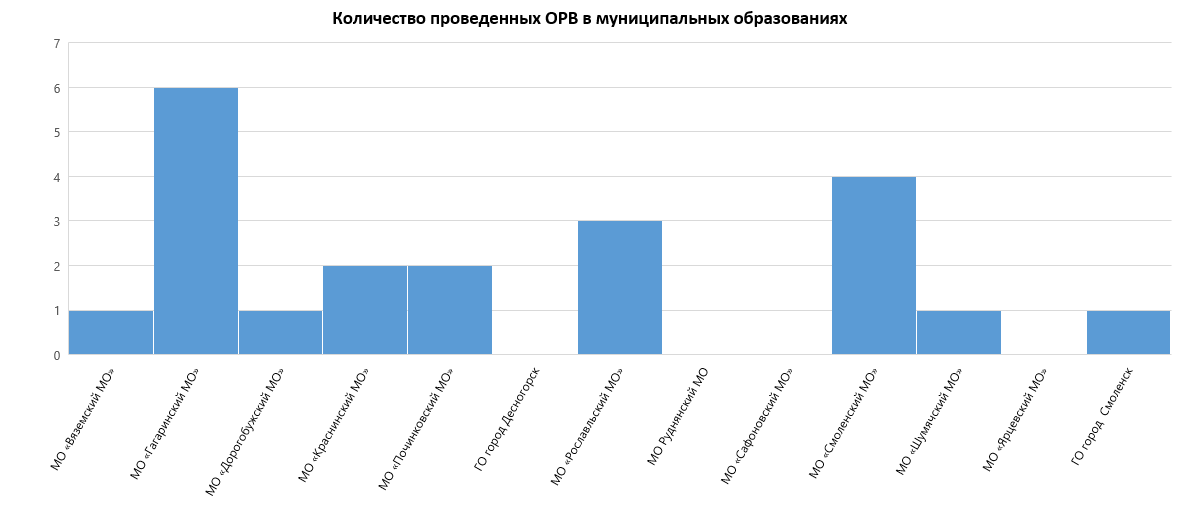 Количество проведенных ОРВ в муниципальных образованиях
7
6
5
4
3
2
1
0
МО «Вяземский МО»
МО «Гагаринский МО»
МО «Дорогобужский МО»
МО «Краснинский МО»
МО «Починковский МО»
ГО город Десногорск
МО «Рославльский МО»
МО Руднянский МО
МО «Сафоновский МО»
МО «Смоленский МО»
МО «Шумячский МО»
МО «Ярцевский МО»
ГО город  Смоленск